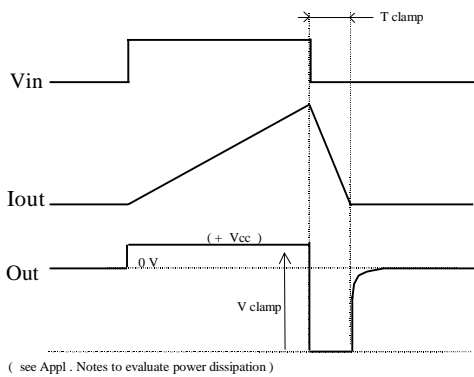 T clamp
Vin
Iout
( + Vcc )
Out
0 V
V clamp
( see Appl . Notes to evaluate power dissipation )